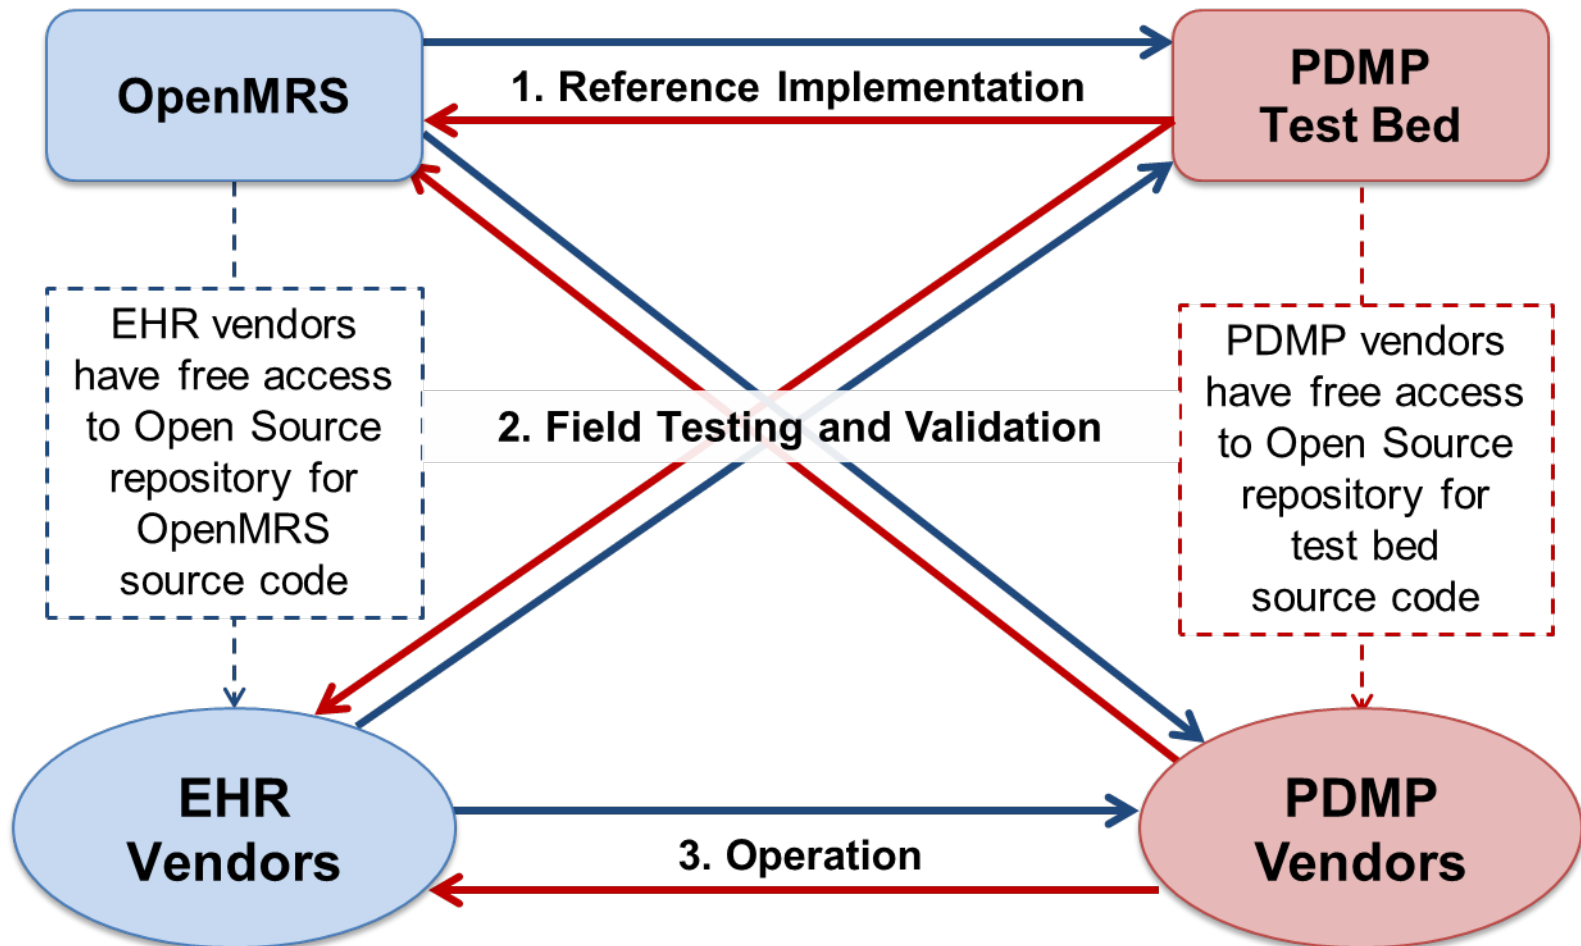 OpenMRS
1. Reference Implementation
PDMP
Test Bed
EHR vendors
have free access
to Open Source
repository for
OpenMRS
source code
2. Field Testing and Validation
PDMP vendors
have free access
to Open Source
repository for
test bed
source code
EHR
Vendors
3. Operation
PDMP
Vendors